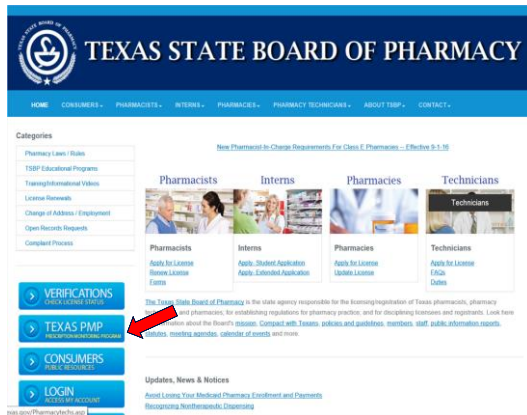 TEXAS STATE BOARD OF PHARMACY
HOME CONSUMERS PHARMACISTS INTERNS PHARMACIES PHARMACY TECHNICIANS ABOUT TSBP CONTACT
Categories
Pharmacy Laws / Rules
TSBP Educational Programs
Training/Informational Videos
License Renewals
Change of Address / Employment
Open Records Requests
Complaint Process
VERIFICATIONS
CHECK LICENSE STATUS
TEXAS PMP
PRESCRIPTION MONITORING PROGRAM
CONSUMERS
PUBLIC RESOURCES
LOGIN
ACCESS MY ACCOUNT
New Pharmacist-In-Charge Requirements For Class E Pharmacies -- Effective 9-1-16
Pharmacists
Interns
Pharmacies
Technicians
Technicians
Pharmacists
Apply for License
Renew License
Forms
Interns
Apply: Student Application
Apply: Extended Application
Pharmacies
Apply for License
Update License
Technicians
Apply for License
FAQs
Duties
The Texas State Board of Pharmacy is the state agency responsible for the licensing/registration of Texas pharmacists, pharmacy
and pharmacies, for establishing regulations for pharmacy practice; and for disciplining licensees and registrants. Look here
information about the Board's mission, Compact with Texans, policies and guidelines, members, staff, public information reports,
statutes, meeting agendas, calendar of events and more.
Updates, News & Notices
Avoid Losing Your Medicaid Pharmacy Enrollment and Payments
Recognizing Nontherapeutic Dispensing